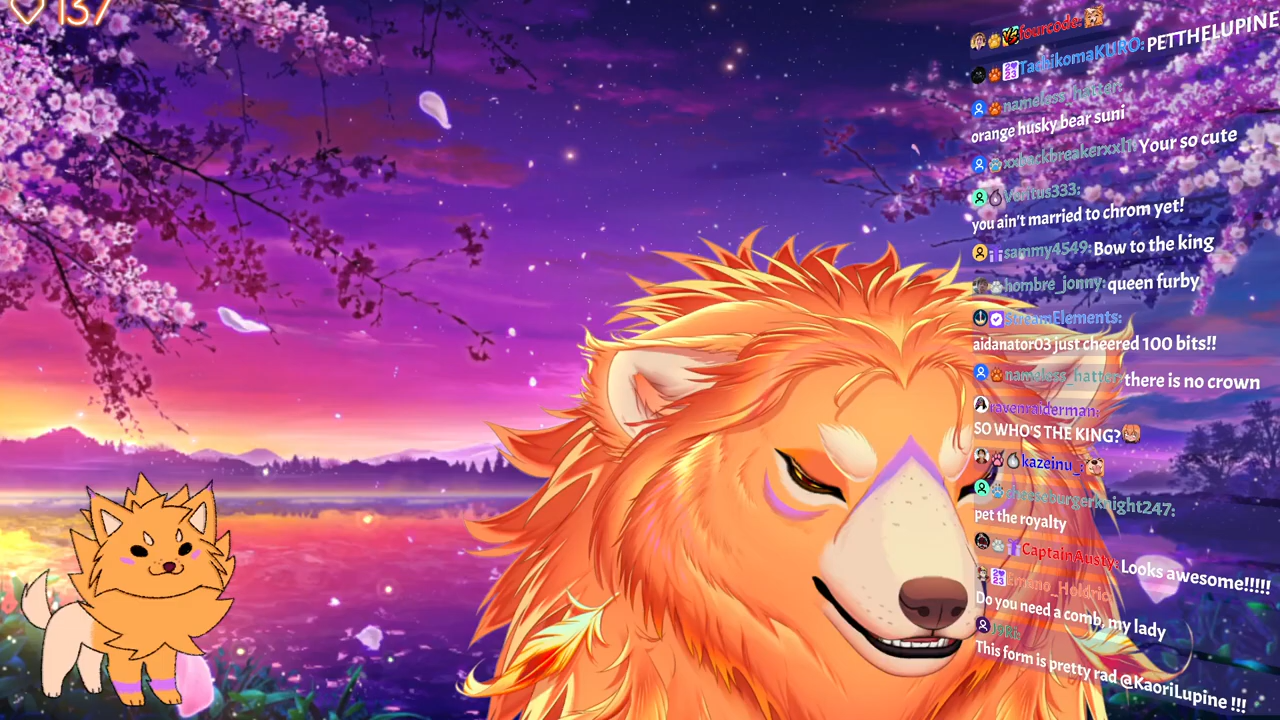 137
fourcode:
TachikomaKURO: PETTHELUPINE
nameless_hatter:
orange husky bear suni
Your so cute
Veritus333:
you ain't married to chrom yet!
sammy4549: Bow to the king
hombre_jonny: queen furby
StreamElements:
aidanator03 just cheered 100 bits!!
nameless_hatter: there is no crown
ravenraiderman:
SO WHO'S THE KING?
kazeinu_:
cheeseburgerknight247:
pet the royalty
CaptainAusty: Looks awesome!!!!!
Do you need a comb, my lady
This form is pretty rad @KaoriLupine !!!